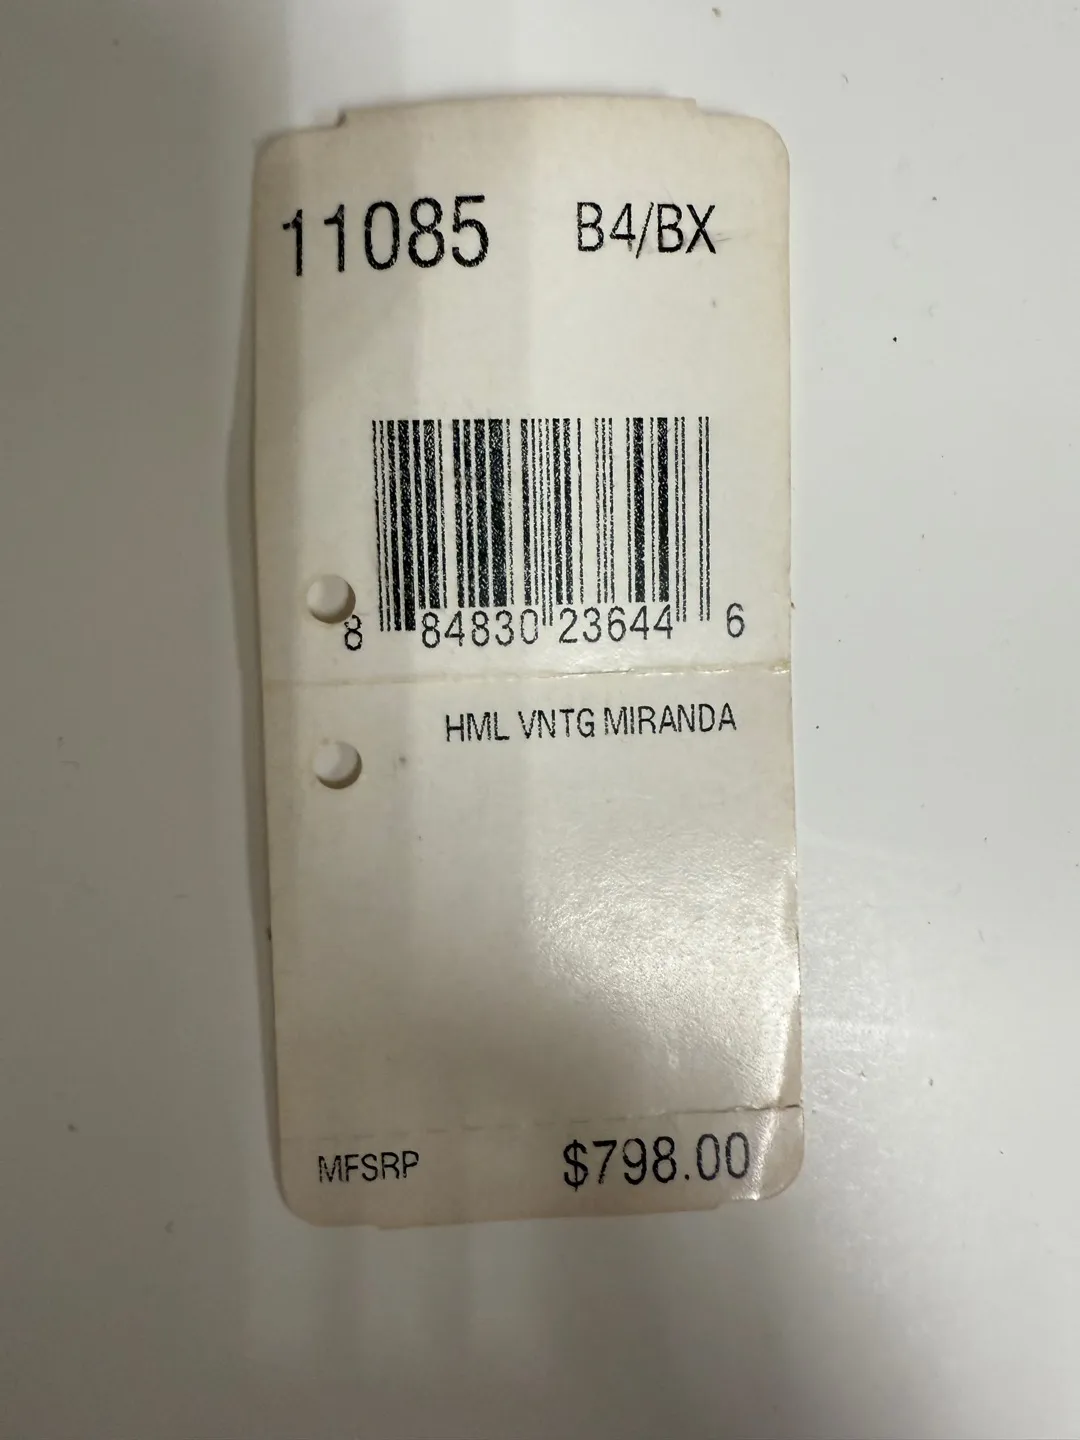 11085 B4/BX
8 84830 23644 6
HML VNTG MIRANDA
MFSRP $798.00